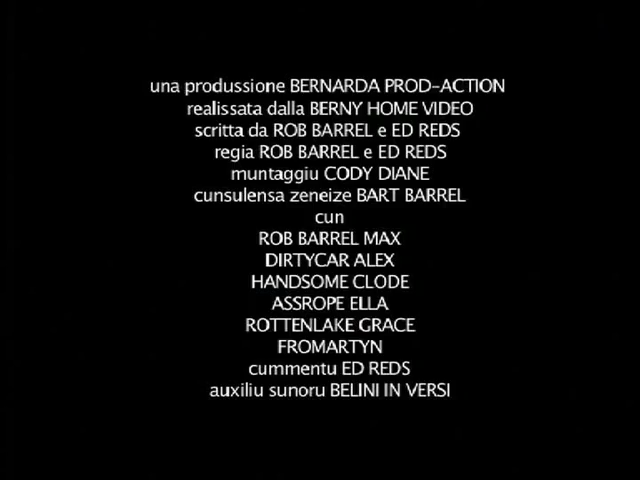 una produssione BERNARDA PROD-ACTION
realissata dalla BERNY HOME VIDEO
scritta da ROB BARREL e ED REDS
regia ROB BARREL e ED REDS
muntaggiu CODY DIANE
cunsulensa zeneize BART BARREL
cun
ROB BARREL MAX
DIRTYCAR ALEX
HANDSOME CLODE
ASSROPE ELLA
ROTTENLAKE GRACE
FROMARTYN
cummentu ED REDS
auxiliu sunoru BELINI IN VERSI